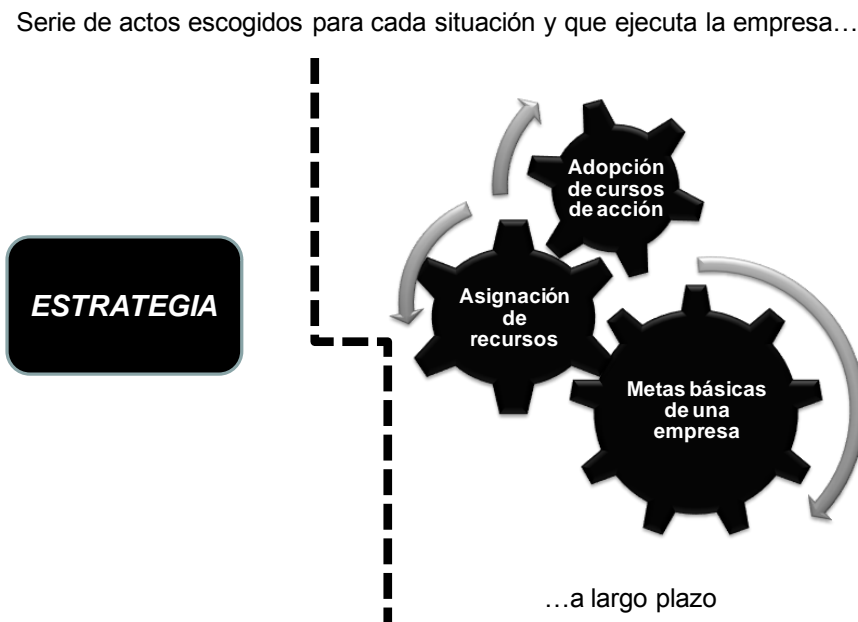 Serie de actos escogidos para cada situación y que ejecuta la empresa…
ESTRATEGIA
Adopción
de cursos
de acción
Asignación
de
recursos
Metas básicas
de una
empresa
…a largo plazo